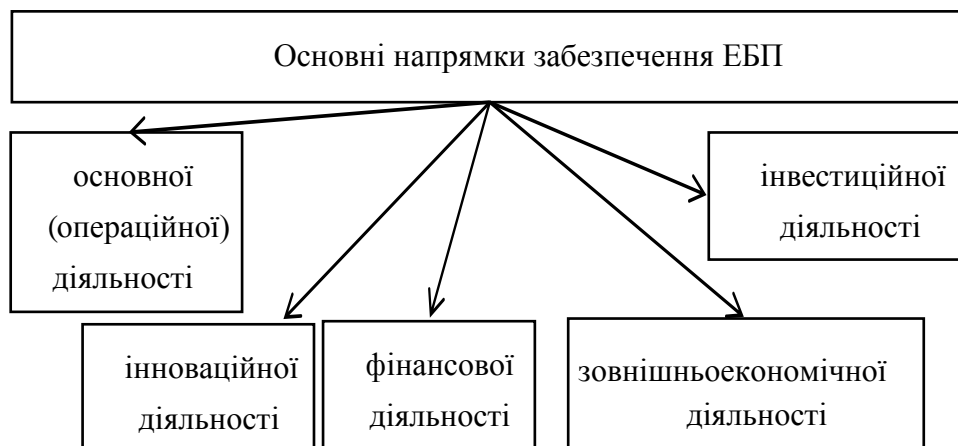 Основні напрямки забезпечення ЕБП
основної
(операційної)
діяльності
інвестиційної
діяльності
інноваційної
діяльності
фінансової
діяльності
зовнішньоекономічної
діяльності